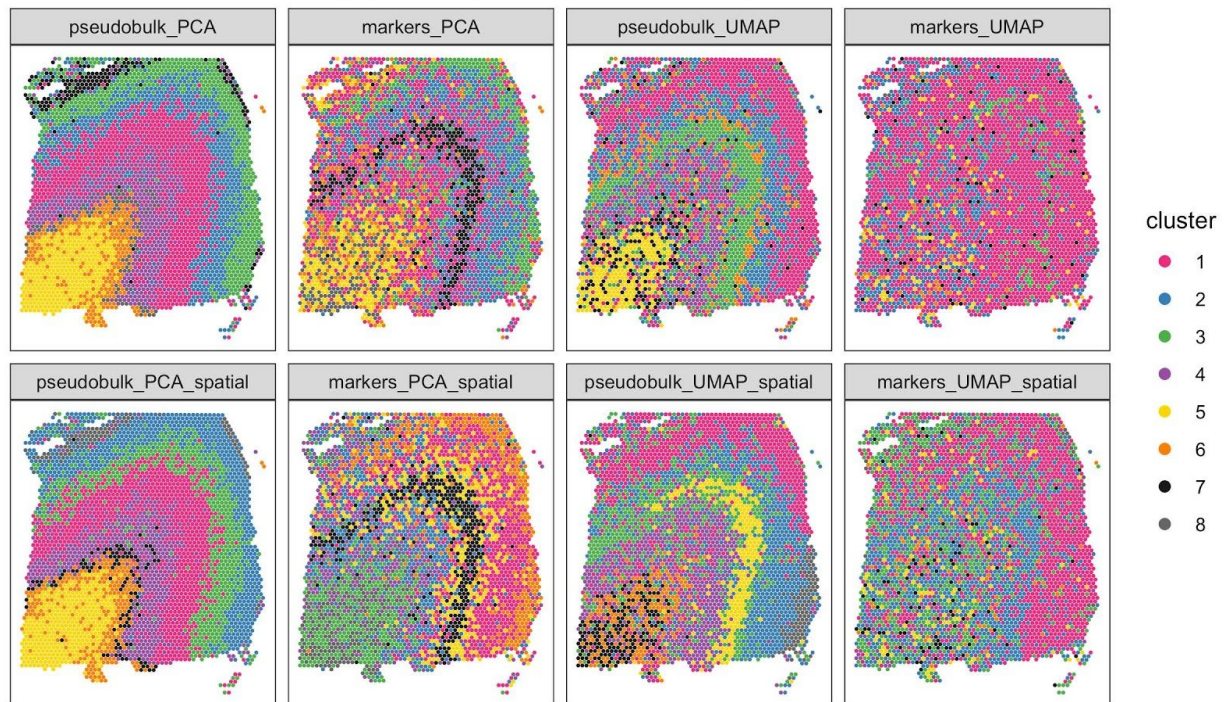 pseudobulk_PCA
markers_PCA
pseudobulk_UMAP
markers_UMAP
pseudobulk_PCA_spatial
markers_PCA_spatial
pseudobulk_UMAP_spatial
markers_UMAP_spatial
cluster
1
2
3
4
5
6
7
8